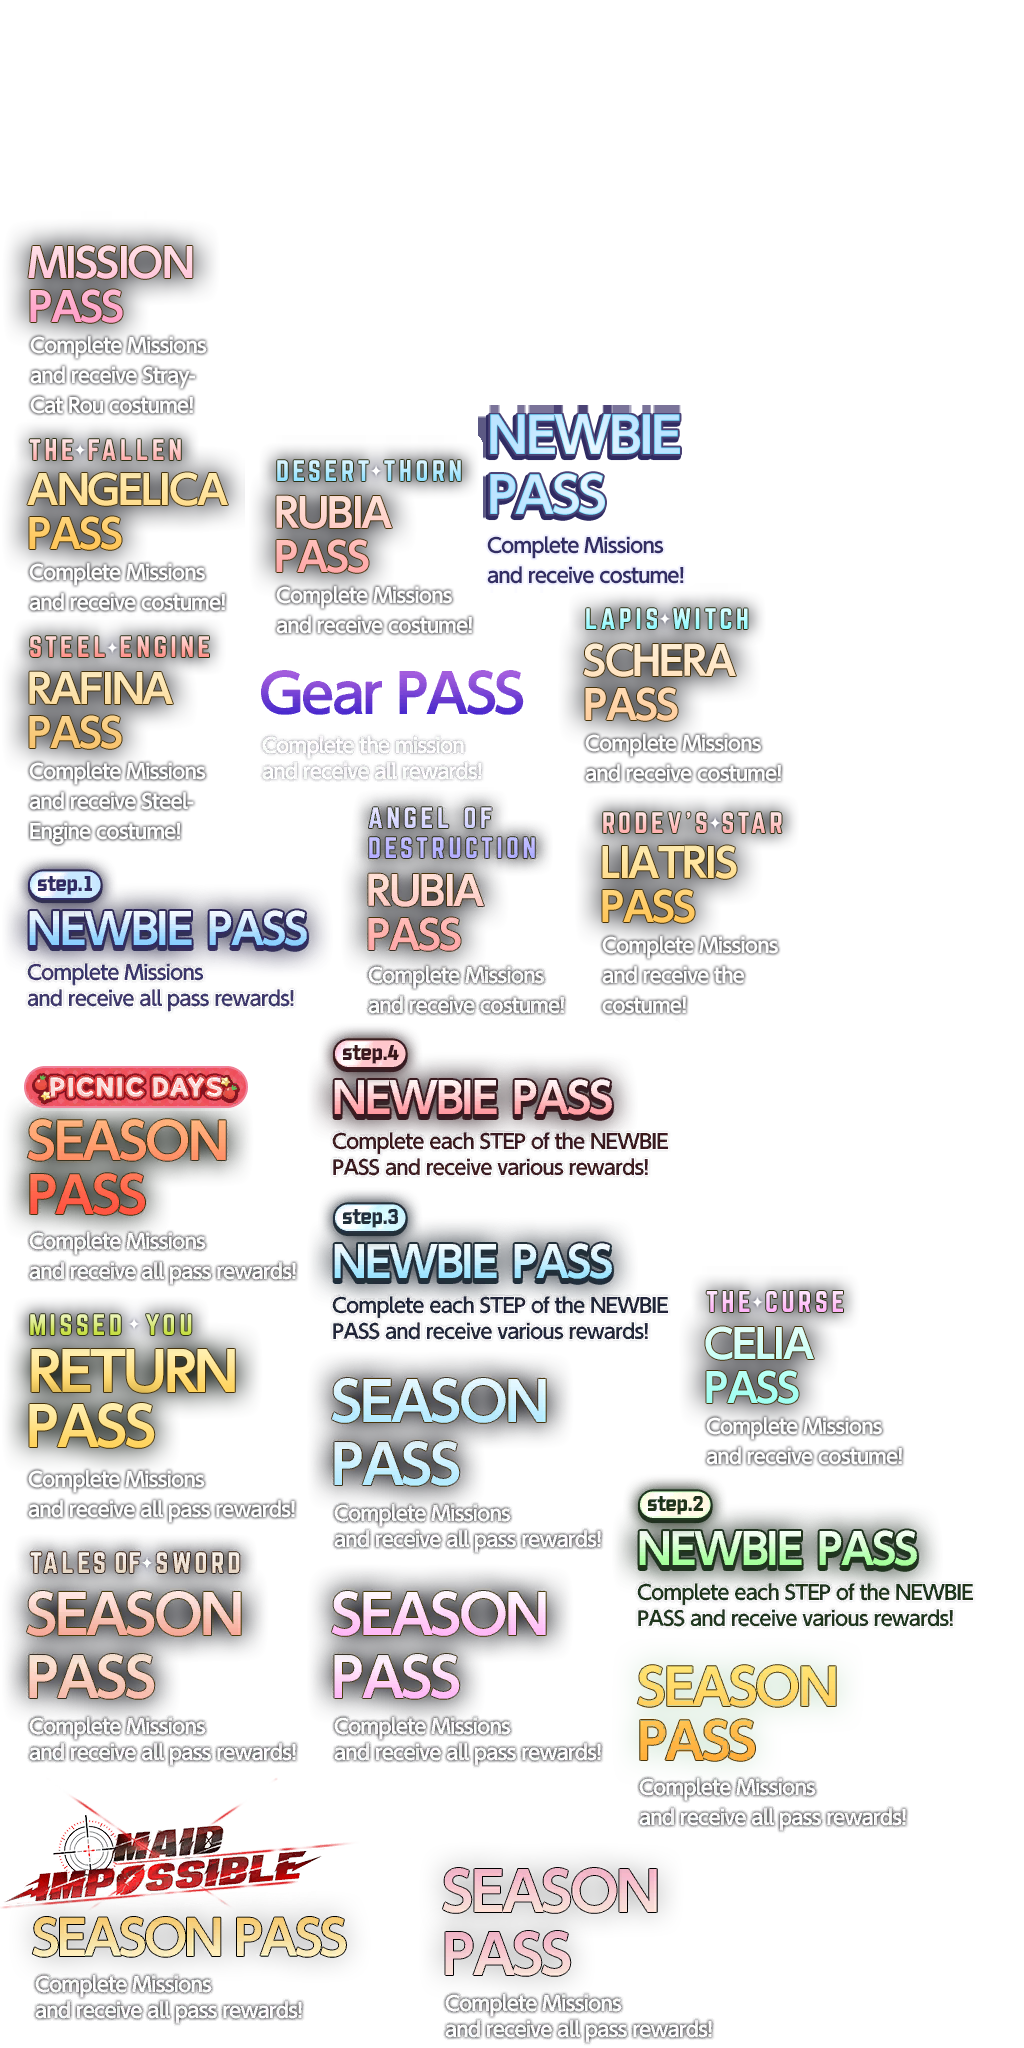 MISSION
PASS
Complete Missions
and receive Stray-
Cat Rou costume!
THE FALLEN
ANGELICA
PASS
Complete Missions
and receive costume!
DESERT THORN
RUBIA
PASS
Complete Missions
and receive costume!
NEWBIE
PASS
Complete Missions
and receive costume!
STEEL ENGINE
RAFINA
PASS
Complete Missions
and receive Steel-
Engine costume!
Gear PASS
Complete the mission
and receive all rewards!
LAPIS WITCH
SCHERA
PASS
Complete Missions
and receive costume!
ANGEL OF
DESTRUCTION
RUBIA
PASS
Complete Missions
and receive costume!
RODEV'S STAR
LIATRIS
PASS
Complete Missions
and receive the
costume!
step.1
NEWBIE PASS
Complete Missions
and receive all pass rewards!
PICNIC DAYS
SEASON
PASS
Complete Missions
and receive all pass rewards!
step.4
NEWBIE PASS
Complete each STEP of the NEWBIE
PASS and receive various rewards!
step.3
NEWBIE PASS
Complete each STEP of the NEWBIE
PASS and receive various rewards!
MISSED YOU
RETURN
PASS
Complete Missions
and receive all pass rewards!
SEASON
PASS
Complete Missions
and receive all pass rewards!
THE CURSE
CELIA
PASS
Complete Missions
and receive costume!
step.2
NEWBIE PASS
Complete each STEP of the NEWBIE
PASS and receive various rewards!
TALES OF SWORD
SEASON
PASS
Complete Missions
and receive all pass rewards!
SEASON
PASS
Complete Missions
and receive all pass rewards!
SEASON
PASS
Complete Missions
and receive all pass rewards!
MAID
IMPOSSIBLE
SEASON PASS
Complete Missions
and receive all pass rewards!
SEASON
PASS
Complete Missions
and receive all pass rewards!